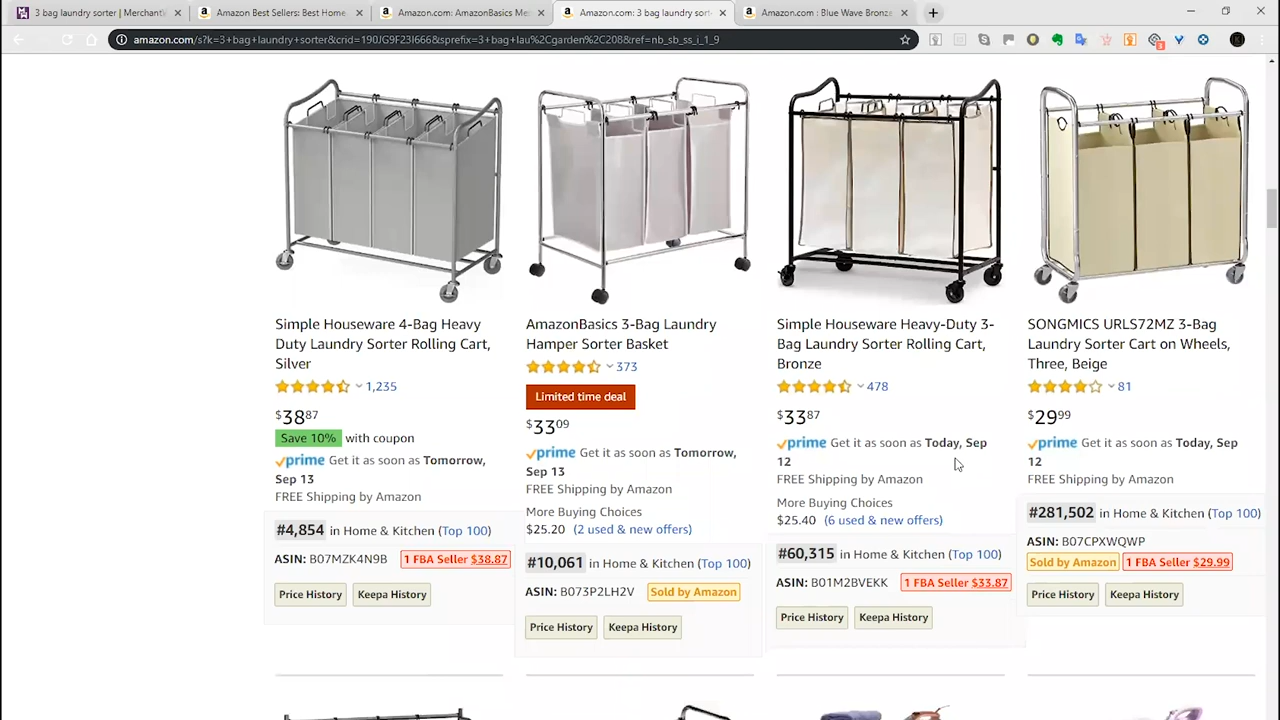 3 bag laundry sorter | Merchant
Amazon Best Sellers: Best Home
Amazon.com: AmazonBasics Me
Amazon.com: 3 bag laundry sort
Amazon.com : Blue Wave Bronze
amazon.com/s?k=3+bag+laundry+sorter&crid=190JG9F23I666&sprefix=3+bag+lau%2Cgarden%2C208&ref=nb_sb_ss_i_1_9
Simple Houseware 4-Bag Heavy
Duty Laundry Sorter Rolling Cart,
Silver
1,235
$38.87
Save 10% with coupon
prime Get it as soon as Tomorrow,
Sep 13
FREE Shipping by Amazon
#4,854 in Home & Kitchen (Top 100)
ASIN: B07MZK4N9B 1 FBA Seller $38.87
Price History Keepa History
AmazonBasics 3-Bag Laundry
Hamper Sorter Basket
373
Limited time deal
$33.09
prime Get it as soon as Tomorrow,
Sep 13
FREE Shipping by Amazon
More Buying Choices
$25.20 (2 used & new offers)
#10,061 in Home & Kitchen (Top 100)
ASIN: B073P2LH2V Sold by Amazon
Price History Keepa History
Simple Houseware Heavy-Duty 3-
Bag Laundry Sorter Rolling Cart,
Bronze
478
$33.87
prime Get it as soon as Today, Sep
12
FREE Shipping by Amazon
More Buying Choices
$25.40 (6 used & new offers)
#60,315 in Home & Kitchen (Top 100)
ASIN: B01M2BVEKK 1 FBA Seller $33.87
Price History Keepa History
SONGMICS URLS72MZ 3-Bag
Laundry Sorter Cart on Wheels,
Three, Beige
81
$29.99
prime Get it as soon as Today, Sep
12
FREE Shipping by Amazon
#281,502 in Home & Kitchen (Top 100)
ASIN: B07CPXWQWP
Sold by Amazon 1 FBA Seller $29.99
Price History Keepa History